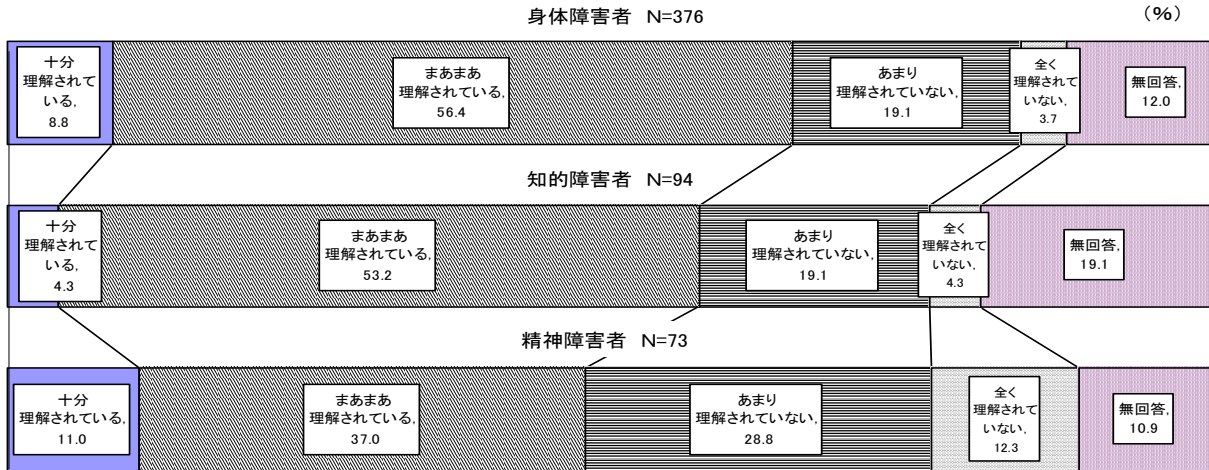 身体障害者 N=376
（%）
十分
理解されて
いる,
8.8
まあまあ
理解されている,
56.4
あまり
理解されていない,
19.1
全く
理解されて
いない,
3.7
無回答,
12.0
知的障害者 N=94
十分
理解されて
いる,
4.3
まあまあ
理解されている,
53.2
あまり
理解されていない,
19.1
全く
理解されて
いない,
4.3
無回答,
19.1
精神障害者 N=73
十分
理解されている,
11.0
まあまあ
理解されている,
37.0
あまり
理解されていない,
28.8
全く
理解されて
いない,
12.3
無回答,
10.9